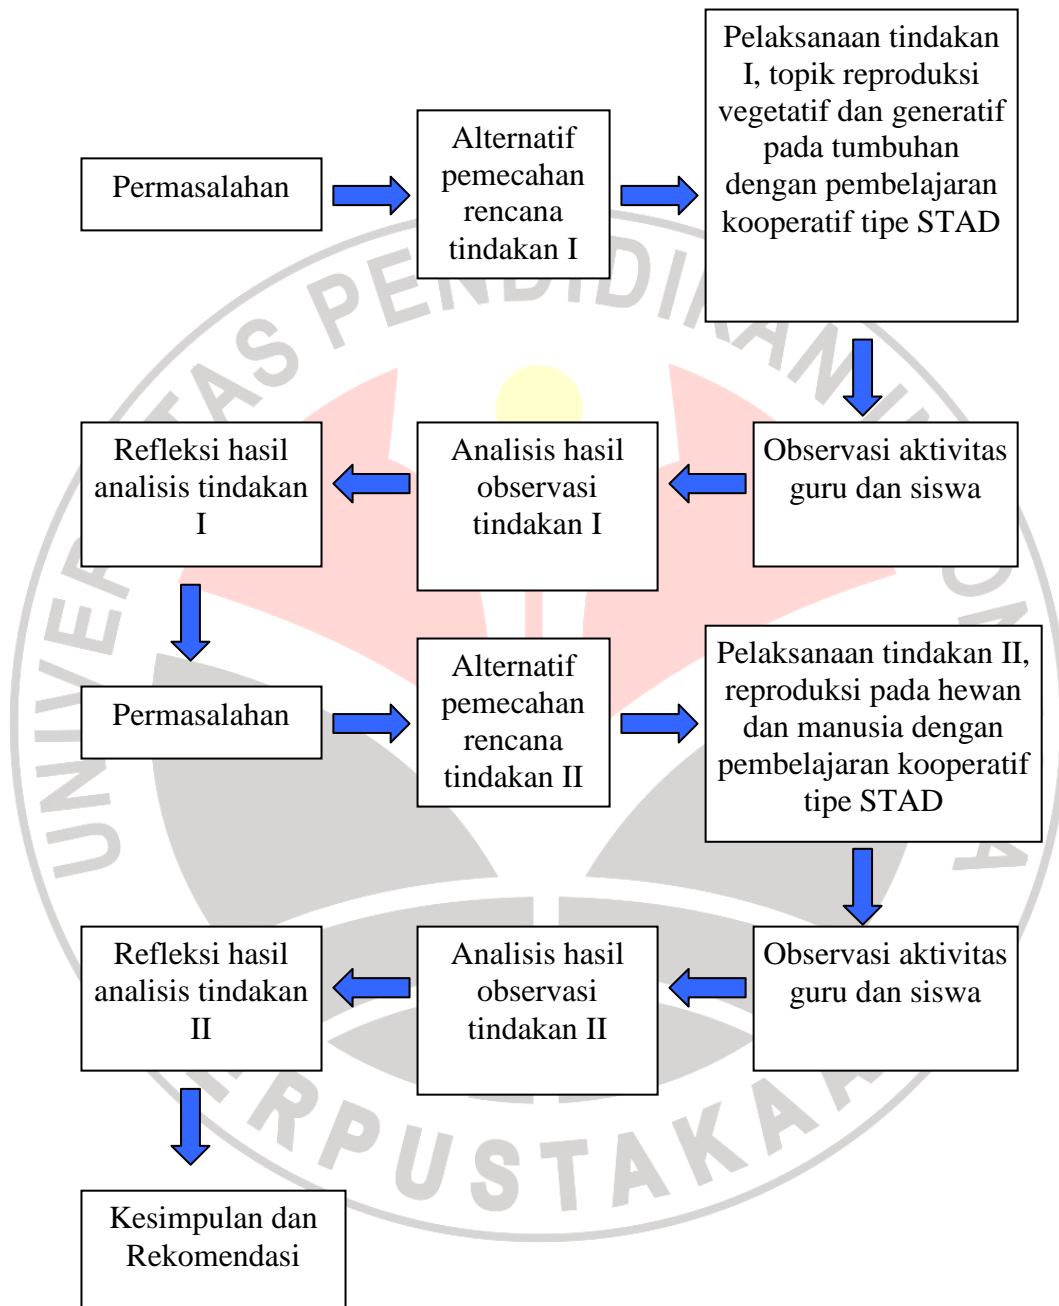 Permasalahan
Alternatif
pemecahan
rencana
tindakan I
Pelaksanaan tindakan
I, topik reproduksi
vegetatif dan generatif
pada tumbuhan
dengan pembelajaran
kooperatif tipe STAD
Observasi aktivitas
guru dan siswa
Analisis hasil
observasi
tindakan I
Refleksi hasil
analisis tindakan
I
Permasalahan
Alternatif
pemecahan
rencana
tindakan II
Pelaksanaan tindakan II,
reproduksi pada hewan
dan manusia dengan
pembelajaran kooperatif
tipe STAD
Observasi aktivitas
guru dan siswa
Analisis hasil
observasi
tindakan II
Refleksi hasil
analisis tindakan
II
Kesimpulan dan
Rekomendasi